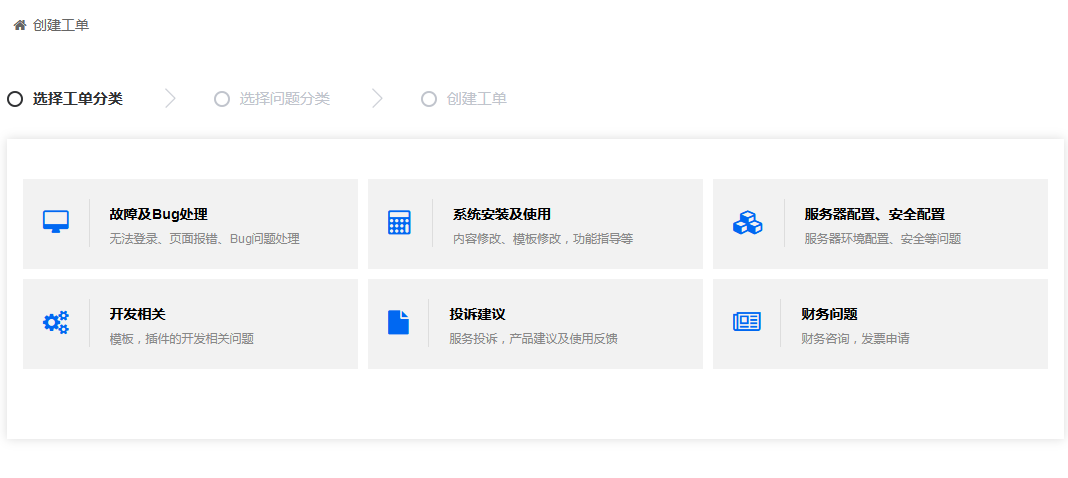 创建工单
选择工单分类
选择问题分类
创建工单
故障及Bug处理
无法登录、页面报错、Bug问题处理
系统安装及使用
内容修改、模板修改，功能指导等
服务器配置、安全配置
服务器环境配置、安全等问题
开发相关
模板，插件的开发相关问题
投诉建议
服务投诉，产品建议及使用反馈
财务问题
财务咨询，发票申请